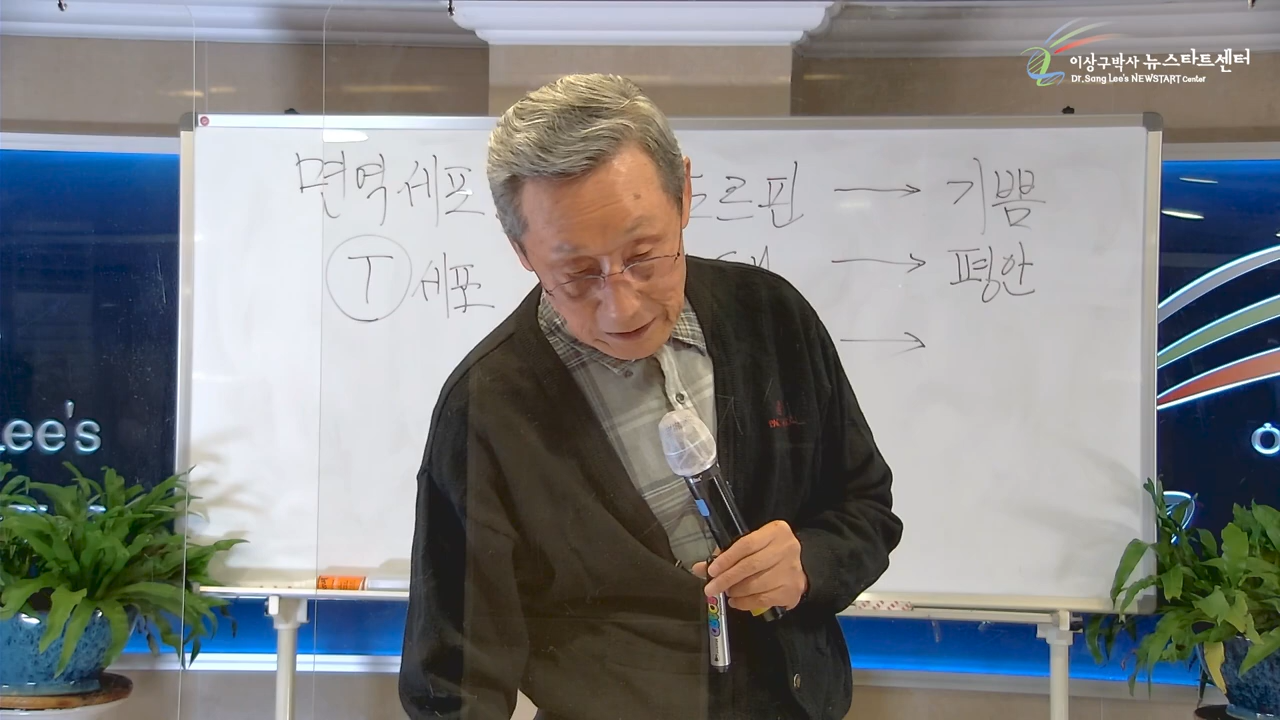 이상구박사 뉴스타트센터
Dr. Sang Lee's NEWSTART Center
면역세포 르핀 → 기쁨
T 세포 → 평안
→
Lee's